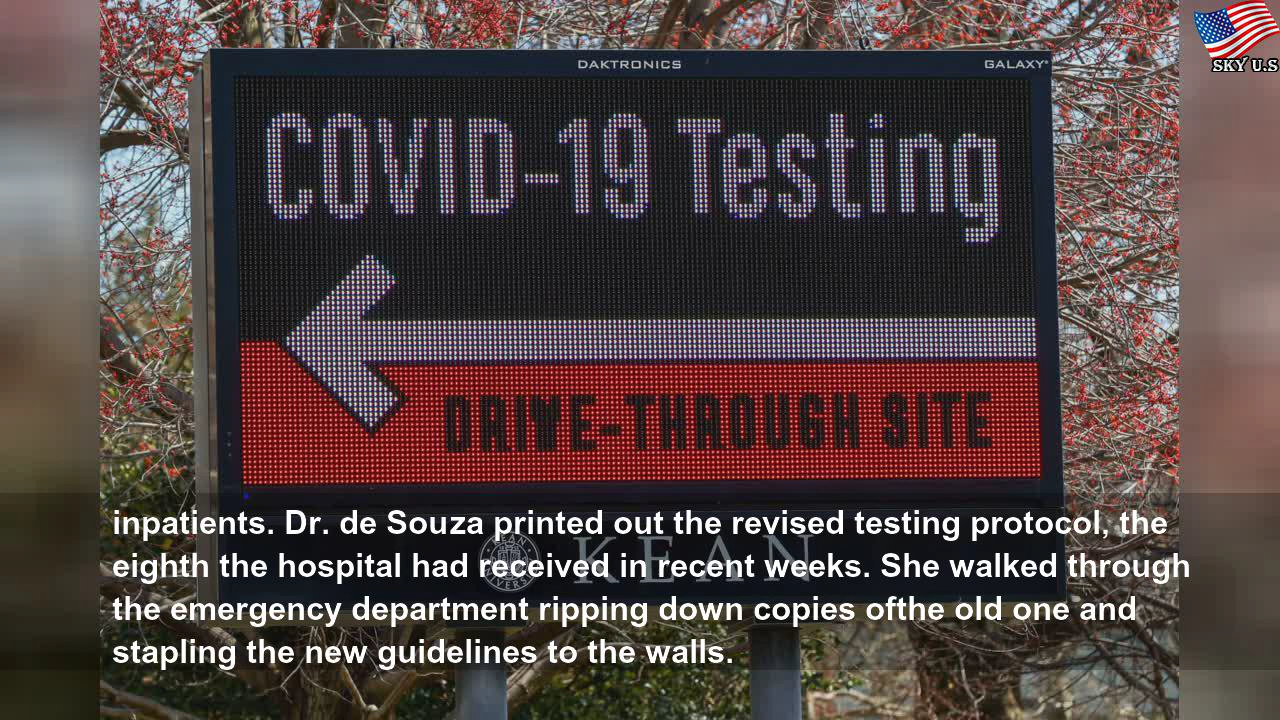 SKY U.S
DAKTRONICS
GALAXY
COVID-19 Testing
DRIVE-THROUGH SITE
KEAN
inpatients. Dr. de Souza printed out the revised testing protocol, the
eighth the hospital had received in recent weeks. She walked through
the emergency department ripping down copies ofthe old one and
stapling the new guidelines to the walls.